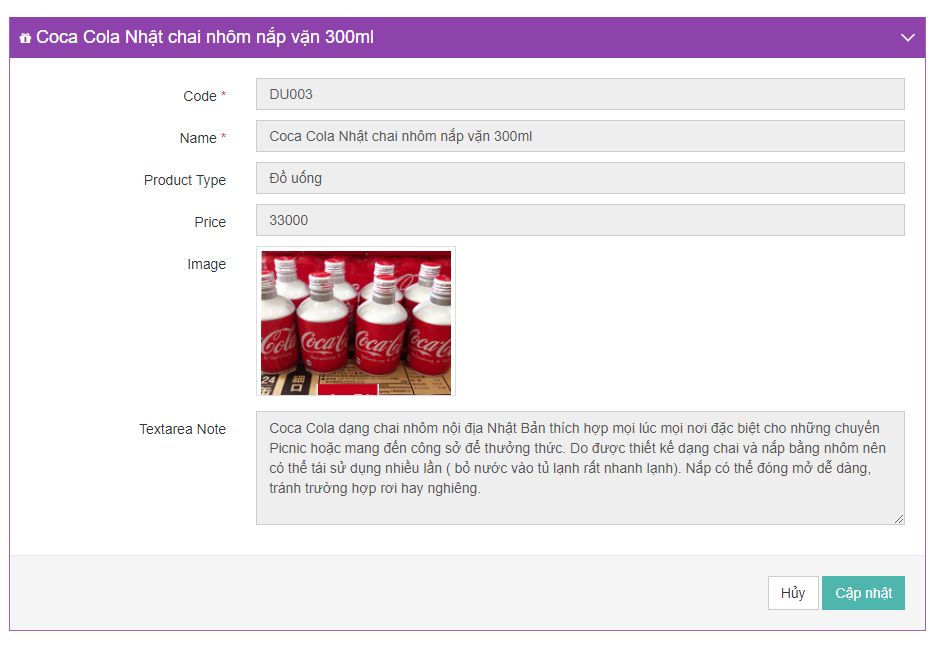 Coca Cola Nhật chai nhôm nắp vặn 300ml
Code * DU003
Name * Coca Cola Nhật chai nhôm nắp vặn 300ml
Product Type Đồ uống
Price 33000
Image
Coca-Cola
Coca-Cola
24
Textarea Note
Coca Cola dạng chai nhôm nội địa Nhật Bản thích hợp mọi lúc mọi nơi đặc biệt cho những chuyến
Picnic hoặc mang đến công sở để thưởng thức. Do được thiết kế dạng chai và nắp bằng nhôm nên
có thể tái sử dụng nhiều lần ( bỏ nước vào tủ lạnh rất nhanh lạnh). Nắp có thể đóng mở dễ dàng,
tránh trường hợp rơi hay nghiêng.
Hủy Cập nhật